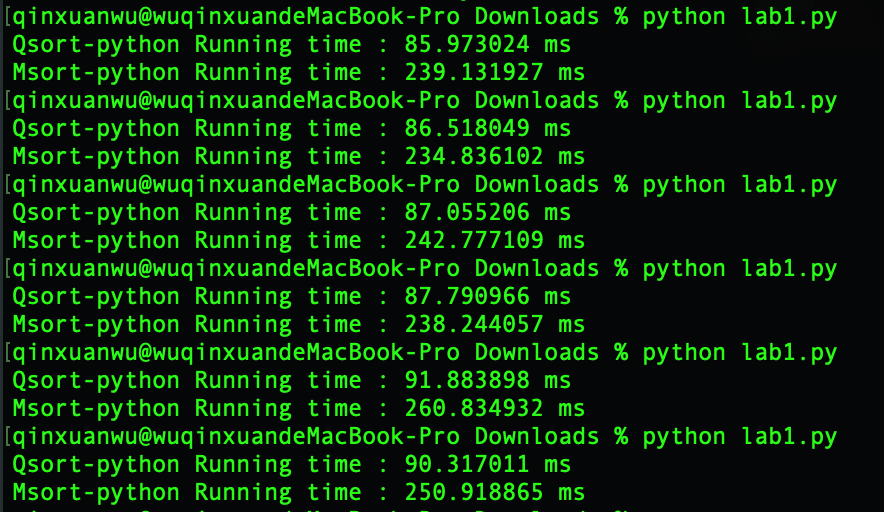 [qinxuanwu@wuqinxuandeMacBook-Pro Downloads % python lab1.py
Qsort-python Running time : 85.973024 ms
Msort-python Running time : 239.131927 ms
[qinxuanwu@wuqinxuandeMacBook-Pro Downloads % python lab1.py
Qsort-python Running time : 86.518049 ms
Msort-python Running time : 234.836102 ms
[qinxuanwu@wuqinxuandeMacBook-Pro Downloads % python lab1.py
Qsort-python Running time : 87.055206 ms
Msort-python Running time : 242.777109 ms
[qinxuanwu@wuqinxuandeMacBook-Pro Downloads % python lab1.py
Qsort-python Running time : 87.790966 ms
Msort-python Running time : 238.244057 ms
[qinxuanwu@wuqinxuandeMacBook-Pro Downloads % python lab1.py
Qsort-python Running time : 91.883898 ms
Msort-python Running time : 260.834932 ms
[qinxuanwu@wuqinxuandeMacBook-Pro Downloads % python lab1.py
Qsort-python Running time : 90.317011 ms
Msort-python Running time : 250.918865 ms